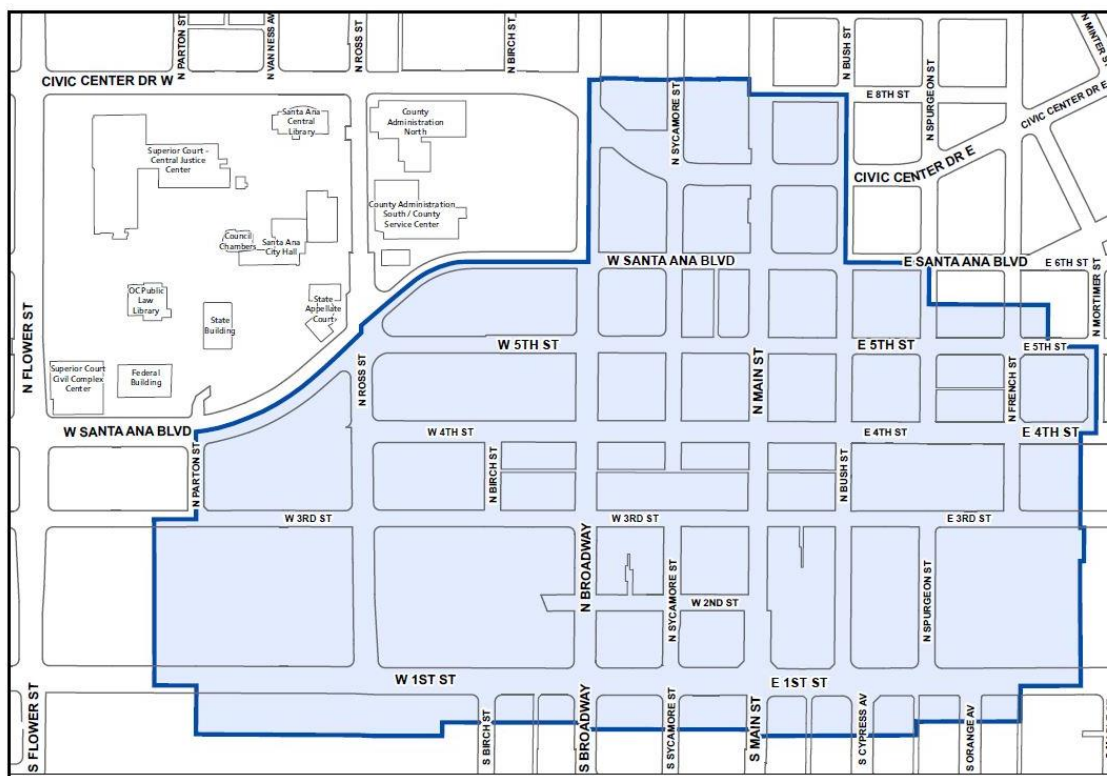 N PARTON ST
N VAN NESS AV
N ROSS ST
N BIRCH ST
N BUSH ST
N SPURGEON ST
N MINTER ST
CIVIC CENTER DR W
N SYCAMORE ST
E 8TH ST
CIVIC CENTER DR E
Santa Ana
Central
Library
County
Administration
North
Superior Court -
Central Justice
Center
CIVIC CENTER DR E
County Administration
South / County
Service Center
Council
Chambers
Santa Ana
City Hall
W SANTA ANA BLVD
E SANTA ANA BLVD
E 6TH ST
N MORTIMER ST
OC Public
Law
Library
State
Building
State
Appellate
Court
N FLOWER ST
W 5TH ST
E 5TH ST
E 5TH ST
Superior Court
Civil Complex
Center
Federal
Building
N ROSS ST
N MAIN ST
N FRENCH ST
W SANTA ANA BLVD
W 4TH ST
E 4TH ST
E 4TH ST
N PARTON ST
N BIRCH ST
N BUSH ST
W 3RD ST
W 3RD ST
E 3RD ST
N BROADWAY
N SYCAMORE ST
W 2ND ST
N SPURGEON ST
W 1ST ST
E 1ST ST
S FLOWER ST
S BIRCH ST
S BROADWAY
S SYCAMORE ST
S MAIN ST
S CYPRESS AV
S ORANGE AV